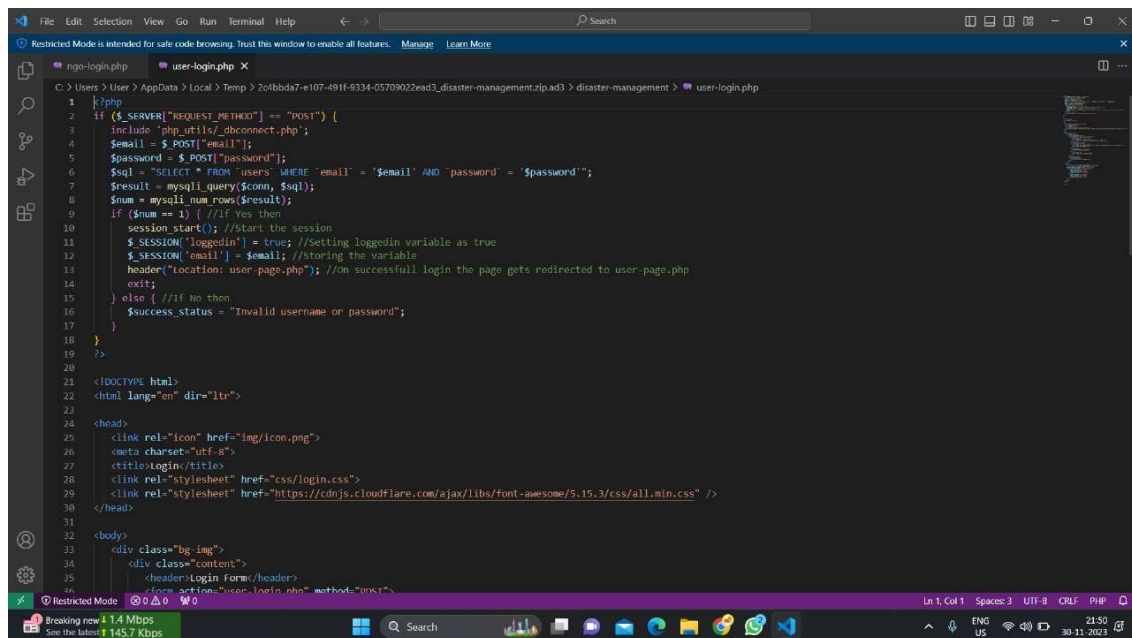 File Edit Selection View Go Run Terminal Help
Search
Restricted Mode is intended for safe code browsing. Trust this window to enable all features. Manage Learn More
ngo-login.php user-login.php
C: > Users > User > AppData > Local > Temp > 2c4bbda7-e107-491f-9334-05709022ead3_disaster-management.zip.ad3 > disaster-management > user-login.php
1 <?php
2 if ($_SERVER["REQUEST_METHOD"] == "POST") {
3 include 'php_utils/_dbconnect.php';
4 $email = $_POST["email"];
5 $password = $_POST["password"];
6 $sql = "SELECT * FROM `users` WHERE `email` = '$email' AND `password` = '$password'";
7 $result = mysqli_query($conn, $sql);
8 $num = mysqli_num_rows($result);
9 if ($num == 1) { //If Yes then
10 session_start(); //Start the session
11 $_SESSION['loggedin'] = true; //Setting loggedin variable as true
12 $_SESSION['email'] = $email; //Storing the variable
13 header("Location: user-page.php"); //On successfull login the page gets redirected to user-page.php
14 exit;
15 } else { //If No then
16 $success_status = "Invalid username or password";
17 }
18 }
19 ?>
20
21 <!DOCTYPE html>
22 <html lang="en" dir="ltr">
23
24 <head>
25 <link rel="icon" href="img/icon.png">
26 <meta charset="utf-8">
27 <title>Login</title>
28 <link rel="stylesheet" href="css/login.css">
29 <link rel="stylesheet" href="https://cdnjs.cloudflare.com/ajax/libs/font-awesome/5.15.3/css/all.min.css" />
30 </head>
31
32 <body>
33 <div class="bg-img">
34 <div class="content">
35 <header>Login Form</header>
36 <form action="user-login.php" method="POST">
Restricted Mode 0 0 0 Ln 1, Col 1 Spaces: 3 UTF-8 CRLF PHP
Breaking new 1.4 Mbps
See the latest 145.7 Kbps
Search
ENG
US
21:50
30-11-2023